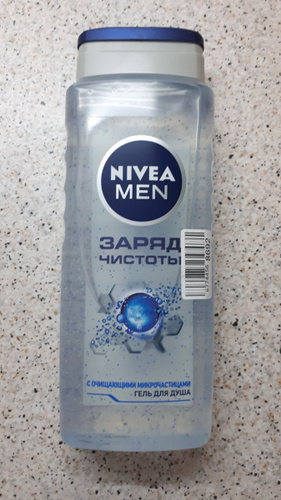 NIVEA
MEN
ЗАРЯД
ЧИСТОТЫ
С ОЧИЩАЮЩИМИ МИКРОЧАСТИЦАМИ
ГЕЛЬ ДЛЯ ДУША